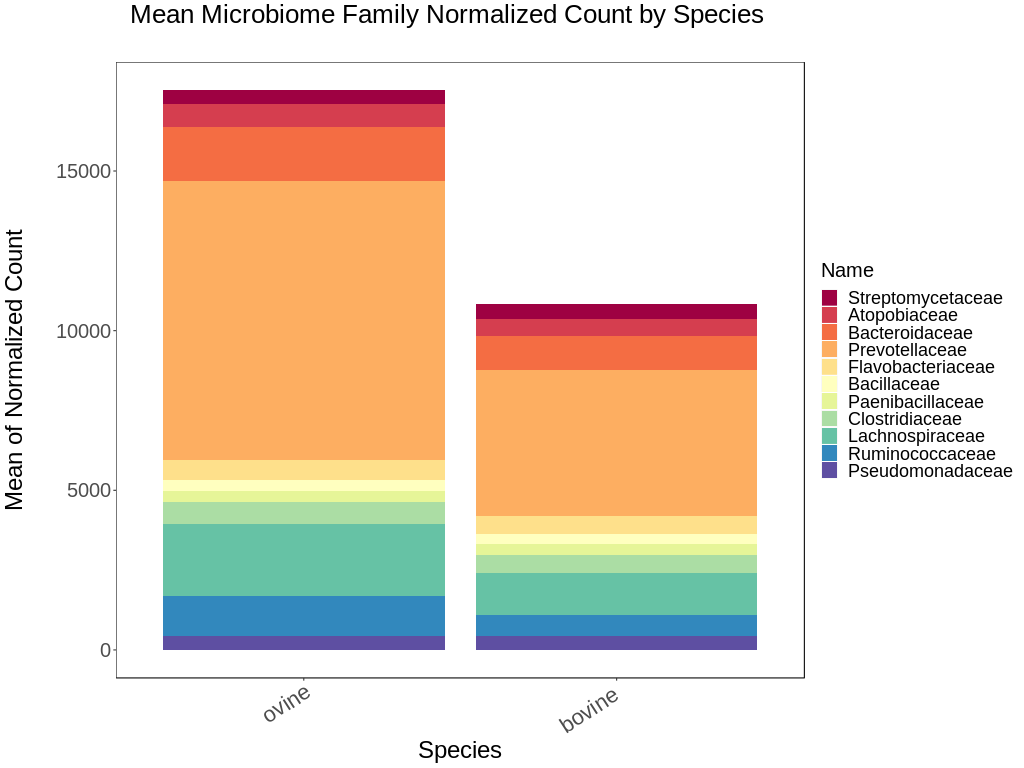 Mean Microbiome Family Normalized Count by Species
Mean of Normalized Count
15000
10000
5000
0
ovine
bovine
Species
Name
Streptomycetaceae
Atopobiaceae
Bacteroidaceae
Prevotellaceae
Flavobacteriaceae
Bacillaceae
Paenibacillaceae
Clostridiaceae
Lachnospiraceae
Ruminococcaceae
Pseudomonadaceae